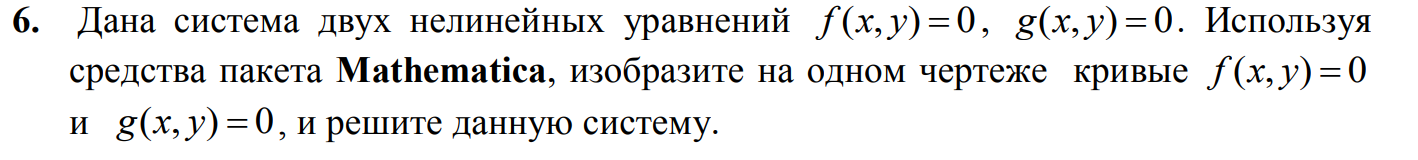 6. Дана система двух нелинейных уравнений f(x,y)=0, g(x,y)=0. Используя
средства пакета Mathematica, изобразите на одном чертеже кривые f(x,y)=0
и g(x,y)=0, и решите данную систему.